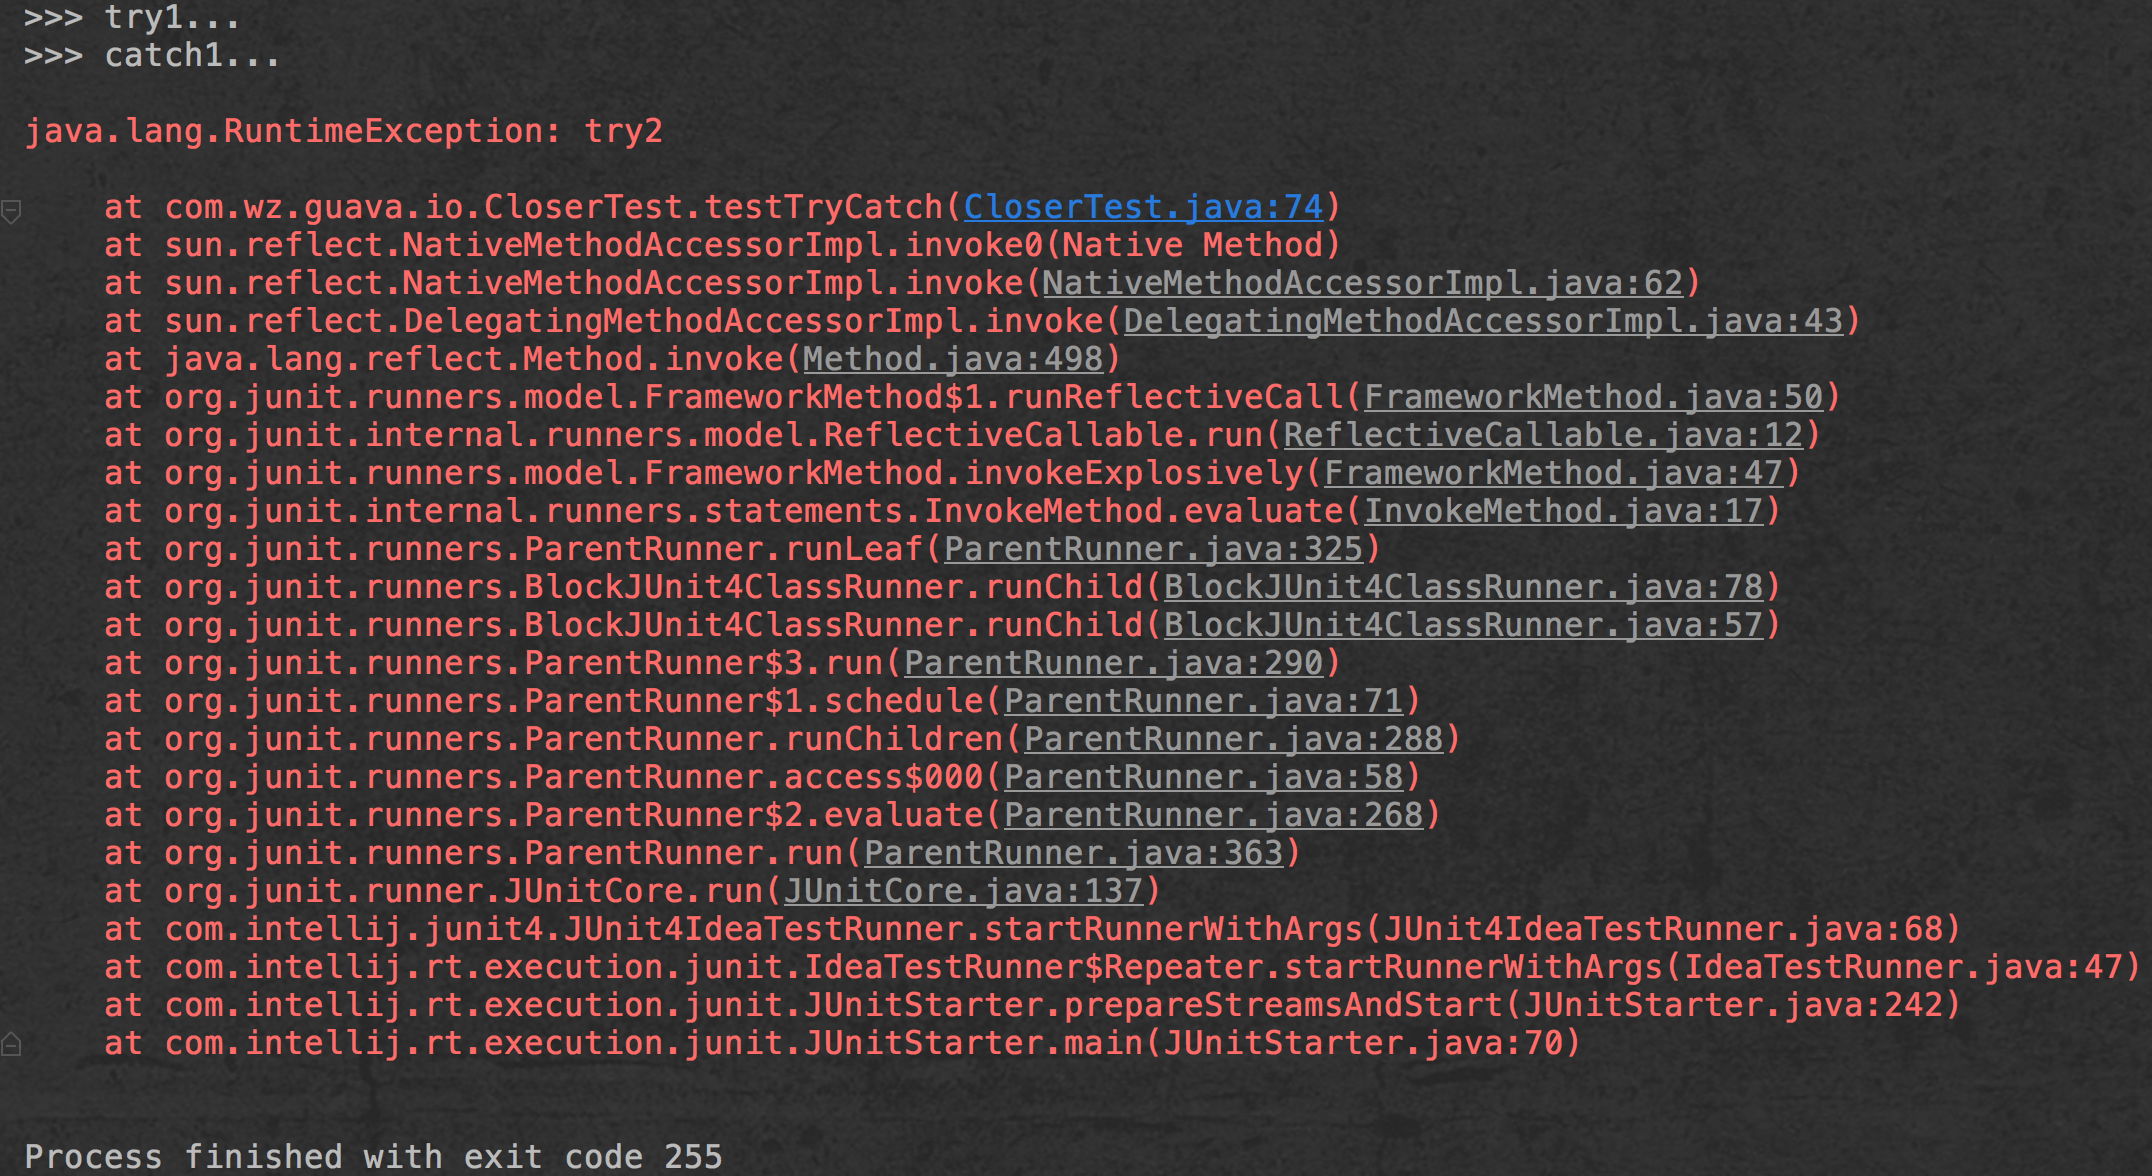 >>> try1...
>>> catch1...
java.lang.RuntimeException: try2
at com.wz.guava.io.CloserTest.testTryCatch(CloserTest.java:74)
at sun.reflect.NativeMethodAccessorImpl.invoke0(Native Method)
at sun.reflect.NativeMethodAccessorImpl.invoke(NativeMethodAccessorImpl.java:62)
at sun.reflect.DelegatingMethodAccessorImpl.invoke(DelegatingMethodAccessorImpl.java:43)
at java.lang.reflect.Method.invoke(Method.java:498)
at org.junit.runners.model.FrameworkMethod$1.runReflectiveCall(FrameworkMethod.java:50)
at org.junit.internal.runners.model.ReflectiveCallable.run(ReflectiveCallable.java:12)
at org.junit.runners.model.FrameworkMethod.invokeExplosively(FrameworkMethod.java:47)
at org.junit.internal.runners.statements.InvokeMethod.evaluate(InvokeMethod.java:17)
at org.junit.runners.ParentRunner.runLeaf(ParentRunner.java:325)
at org.junit.runners.BlockJUnit4ClassRunner.runChild(BlockJUnit4ClassRunner.java:78)
at org.junit.runners.BlockJUnit4ClassRunner.runChild(BlockJUnit4ClassRunner.java:57)
at org.junit.runners.ParentRunner$3.run(ParentRunner.java:290)
at org.junit.runners.ParentRunner$1.schedule(ParentRunner.java:71)
at org.junit.runners.ParentRunner.runChildren(ParentRunner.java:288)
at org.junit.runners.ParentRunner.access$000(ParentRunner.java:58)
at org.junit.runners.ParentRunner$2.evaluate(ParentRunner.java:268)
at org.junit.runners.ParentRunner.run(ParentRunner.java:363)
at org.junit.runner.JUnitCore.run(JUnitCore.java:137)
at com.intellij.junit4.JUnit4IdeaTestRunner.startRunnerWithArgs(JUnit4IdeaTestRunner.java:68)
at com.intellij.rt.execution.junit.IdeaTestRunner$Repeater.startRunnerWithArgs(IdeaTestRunner.java:47)
at com.intellij.rt.execution.junit.JUnitStarter.prepareStreamsAndStart(JUnitStarter.java:242)
at com.intellij.rt.execution.junit.JUnitStarter.main(JUnitStarter.java:70)
Process finished with exit code 255